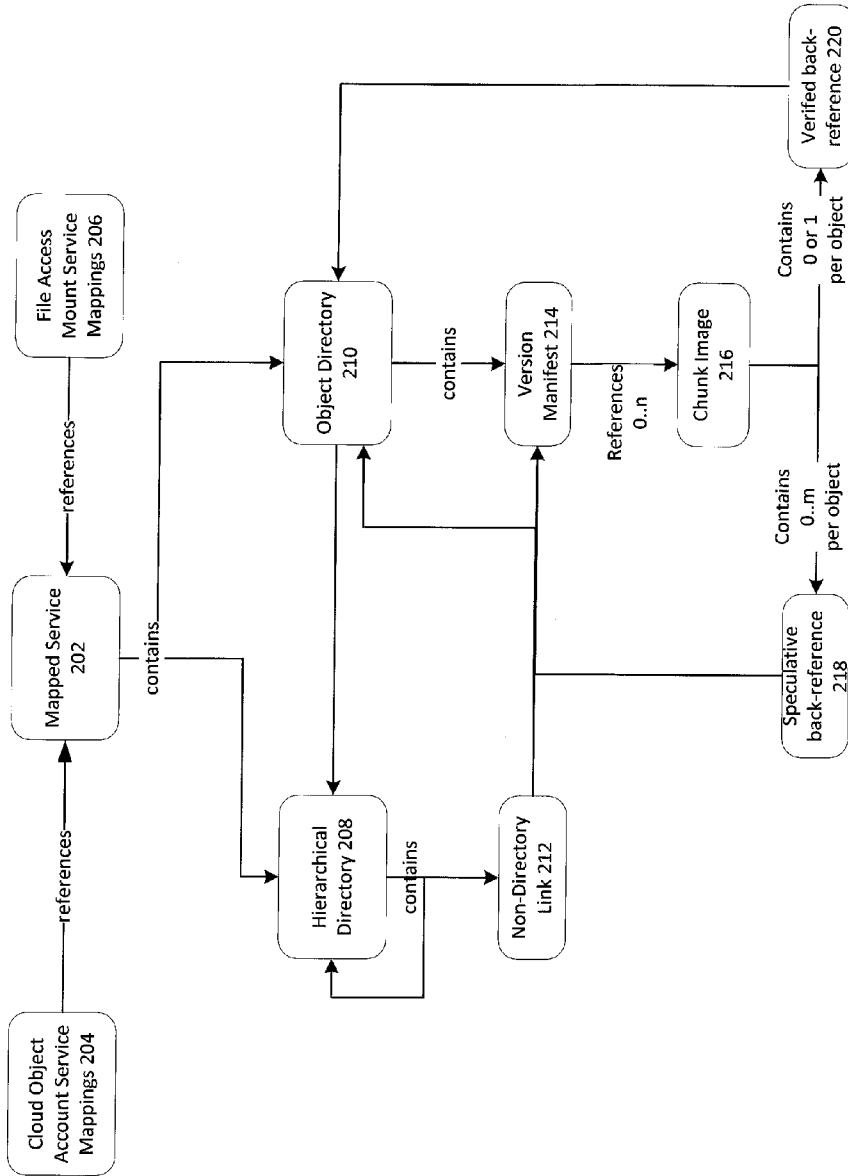 Cloud Object
Account Service
Mappings 204
references
Mapped Service
202
references
File Access
Mount Service
Mappings 206
contains
Hierarchical
Directory 208
contains
Object Directory
210
contains
Non-Directory
Link 212
Version
Manifest 214
References
0..n
Chunk Image
216
Contains
0..m
per object
Contains
0 or 1
per object
Speculative
back-reference
218
Verifed back-
reference 220